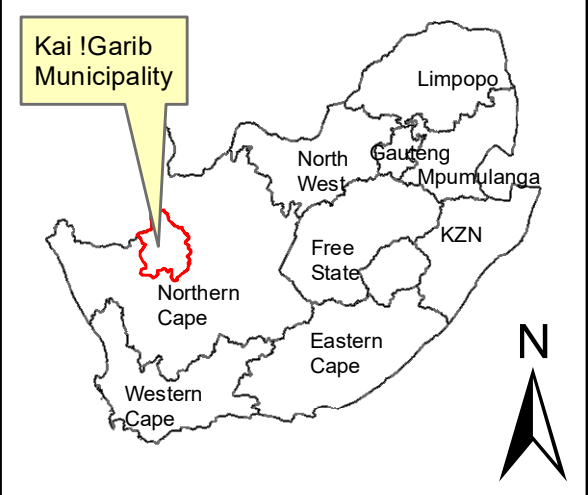 Kai !Garib
Municipality
Limpopo
North
West
Gauteng
Mpumulanga
KZN
Free
State
Northern
Cape
Eastern
Cape
Western
Cape
N